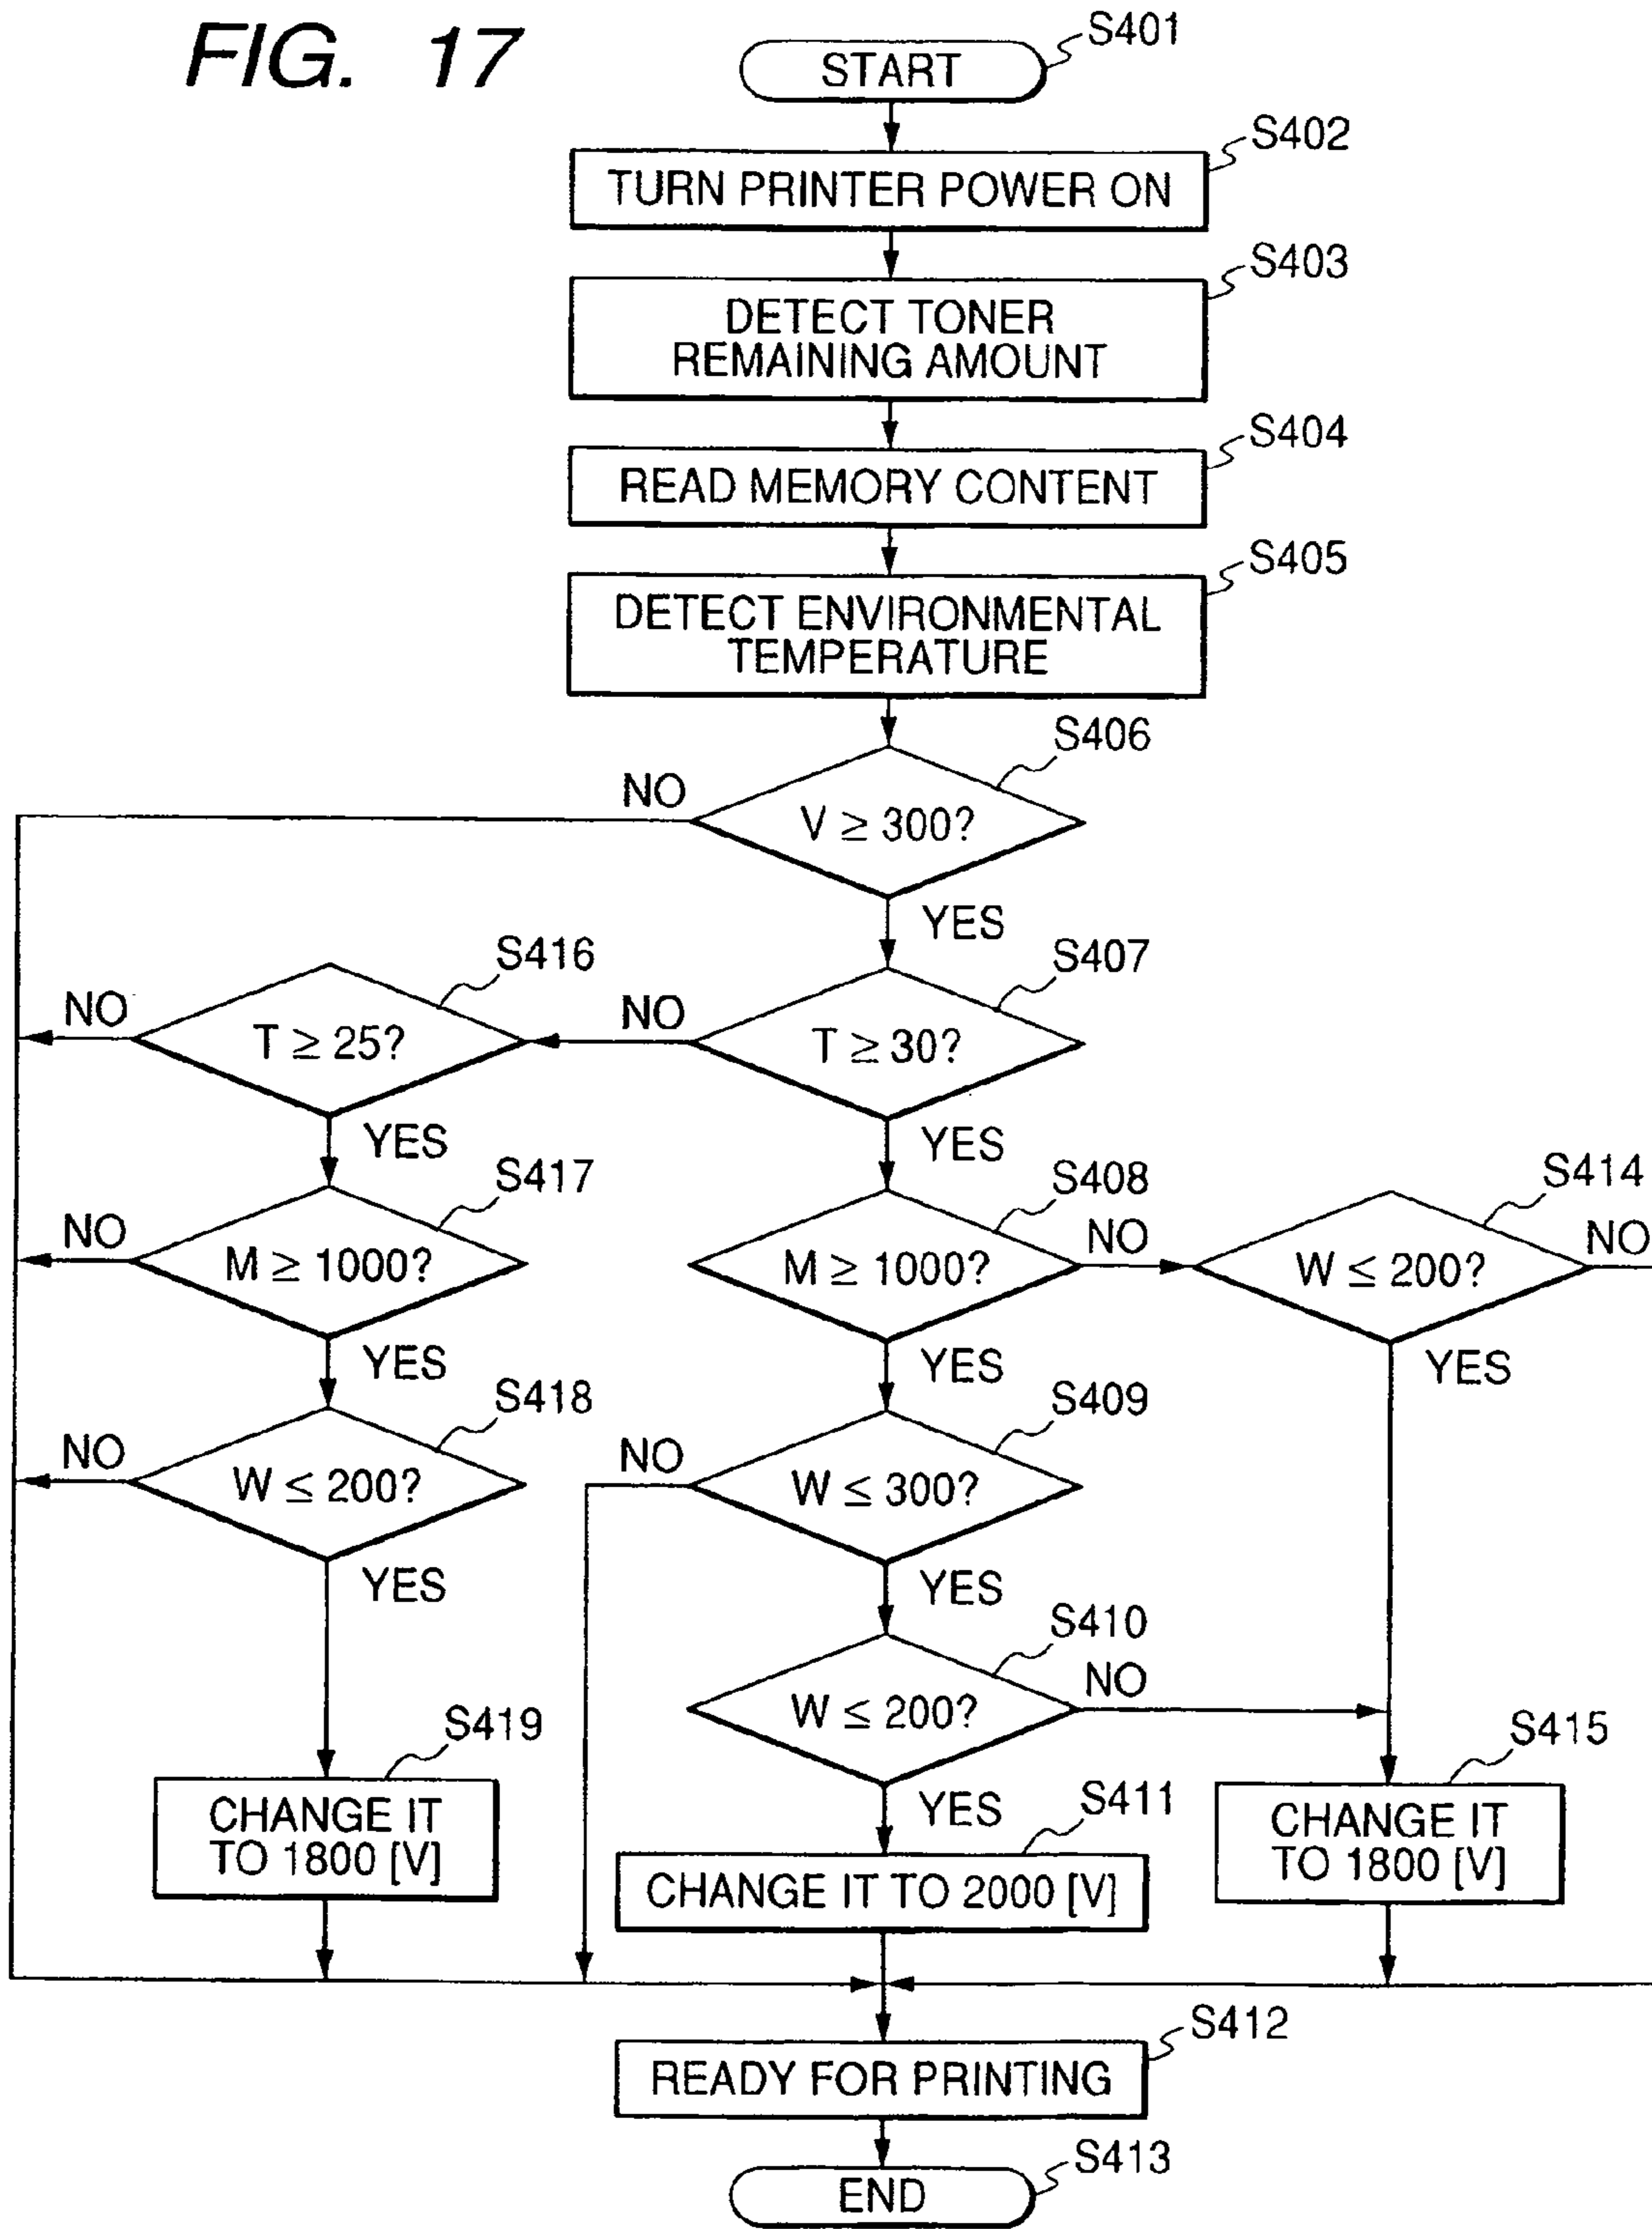 FIG. 17
START
S401
S402
TURN PRINTER POWER ON
S403
DETECT TONER
REMAINING AMOUNT
S404
READ MEMORY CONTENT
S405
DETECT ENVIRONMENTAL
TEMPERATURE
S406
NO
V ≥ 300?
YES
S416
S407
NO
T ≥ 25?
NO
T ≥ 30?
YES
YES
S417
S408
S414
NO
M ≥ 1000?
M ≥ 1000?
NO
W ≤ 200?
NO
YES
YES
YES
S418
S409
NO
W ≤ 200?
NO
W ≤ 300?
YES
YES
S410
W ≤ 200?
NO
S419
S415
CHANGE IT
TO 1800 [V]
YES
S411
CHANGE IT TO 2000 [V]
CHANGE IT
TO 1800 [V]
S412
READY FOR PRINTING
S413
END